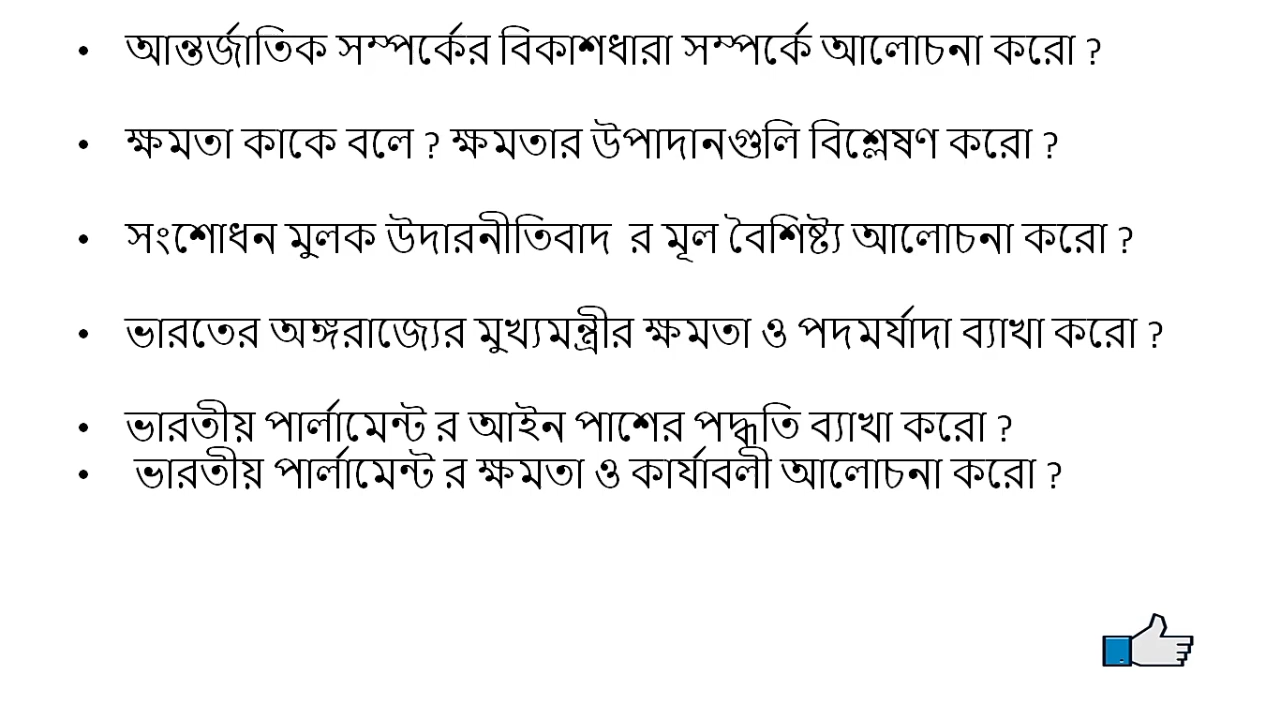 • আন্তর্জাতিক সম্পর্কের বিকাশধারা সম্পর্কে আলোচনা করো ?
• ক্ষমতা কাকে বলে ? ক্ষমতার উপাদানগুলি বিশ্লেষণ করো ?
• সংশোধন মুলক উদারনীতিবাদ র মূল বৈশিষ্ট্য আলোচনা করো ?
• ভারতের অঙ্গরাজ্যের মুখ্যমন্ত্রীর ক্ষমতা ও পদমর্যাদা ব্যাখা করো ?
• ভারতীয় পার্লামেন্ট র আইন পাশের পদ্ধতি ব্যাখা করো ?
• ভারতীয় পার্লামেন্ট র ক্ষমতা ও কার্যাবলী আলোচনা করো ?